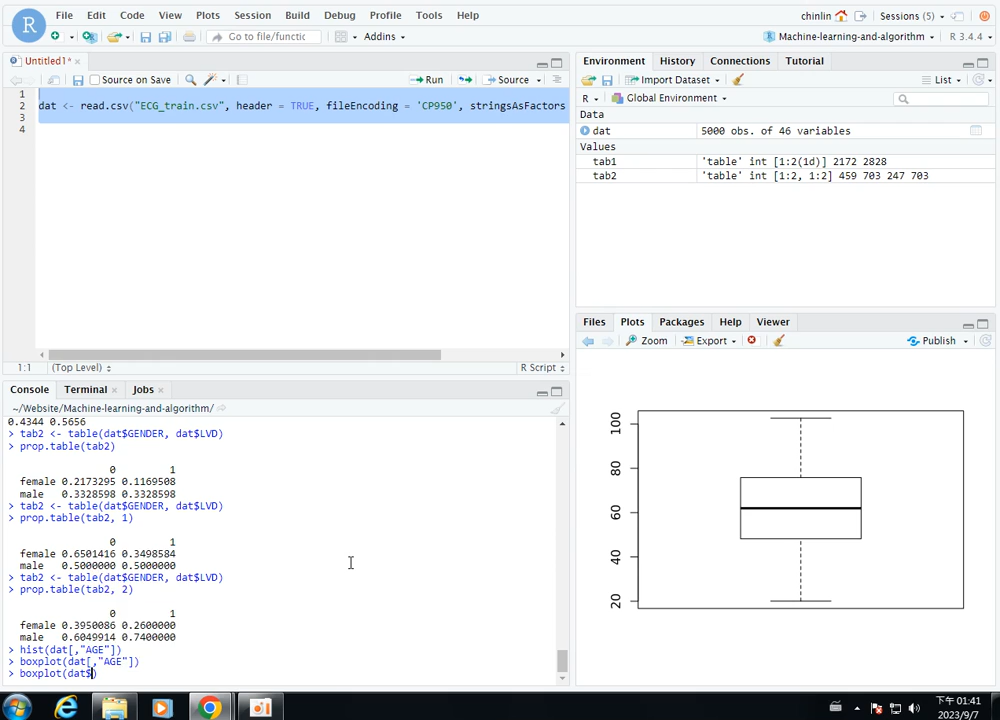 File Edit Code View Plots Session Build Debug Profile Tools Help
chinlin Sessions (5)
R Go to file/functic Addins
Machine-learning-and-algorithm R 3.4.4
Untitled1* ×
Source on Save Run Source
1
2 dat <- read.csv("ECG_train.csv", header = TRUE, fileEncoding = 'CP950', stringsAsFactors
3
4
1:1 (Top Level) R Script
Environment History Connections Tutorial
Import Dataset List
R Global Environment
Data
dat 5000 obs. of 46 variables
Values
tab1 'table' int [1:2(1d)] 2172 2828
tab2 'table' int [1:2, 1:2] 459 703 247 703
Console Terminal × Jobs ×
~/Website/Machine-learning-and-algorithm/
0.4344 0.5656
> tab2 <- table(dat$GENDER, dat$LVD)
> prop.table(tab2)
0 1
female 0.2173295 0.1169508
male 0.3328598 0.3328598
> tab2 <- table(dat$GENDER, dat$LVD)
> prop.table(tab2, 1)
0 1
female 0.6501416 0.3498584
male 0.5000000 0.5000000
> tab2 <- table(dat$GENDER, dat$LVD)
> prop.table(tab2, 2)
0 1
female 0.3950086 0.2600000
male 0.6049914 0.7400000
> hist(dat[,"AGE"])
> boxplot(dat[,"AGE"])
> boxplot(dat$)
Files Plots Packages Help Viewer
Zoom Export Publish
100
80
60
40
20
下午 01:41
2023/9/7